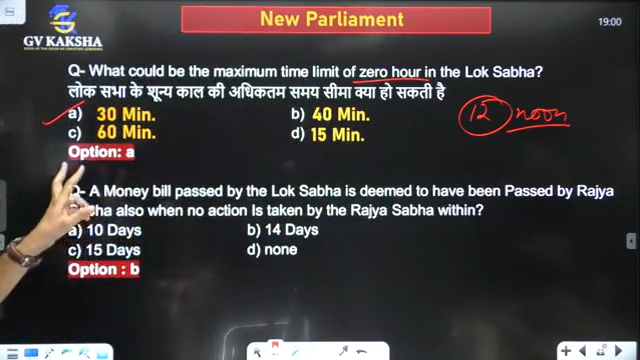 New Parliament
19:00
GV KAKSHA
Q- What could be the maximum time limit of zero hour in the Lok Sabha?
लोक सभा के शून्य काल की अधिकतम समय सीमा क्या हो सकती है
a) 30 Min. b) 40 Min.
c) 60 Min. d) 15 Min.
12 noon
Option: a
Q- A Money bill passed by the Lok Sabha is deemed to have been Passed by Rajya
also when no action Is taken by the Rajya Sabha within?
a) 10 Days b) 14 Days
c) 15 Days d) none
Option : b